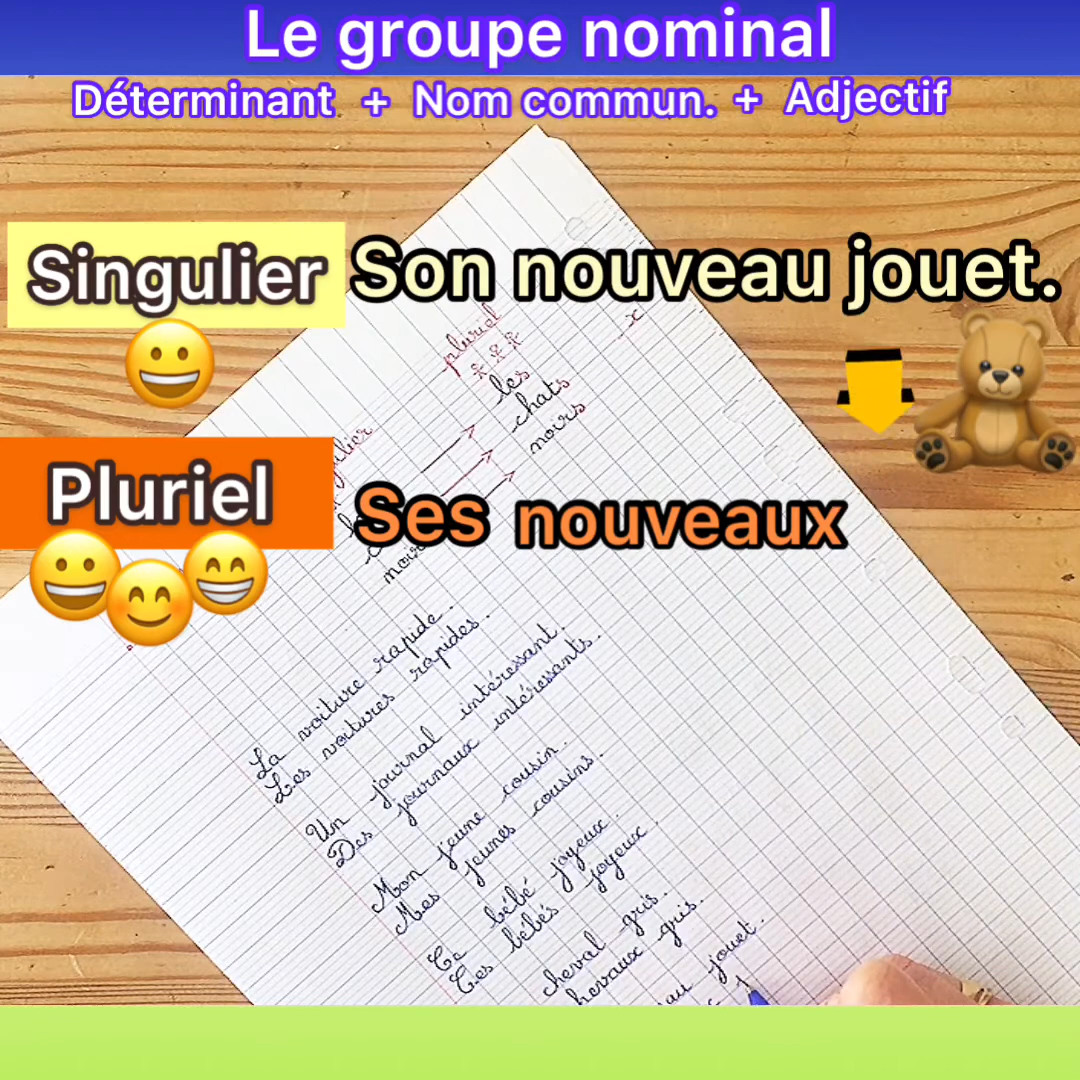 Le groupe nominal
Déterminant + Nom commun. + Adjectif
Singulier Son nouveau jouet.
Pluriel Ses nouveaux
pluriel x
les
chats
noirs
La voiture rapide.
Les voitures rapides.
Un journal intéressant.
Des journaux intéressants.
Mon jeune cousin.
Mes jeunes cousins.
Ce bébé joyeux.
Ces bébés joyeux.
cheval gris.
gris.
jouet.